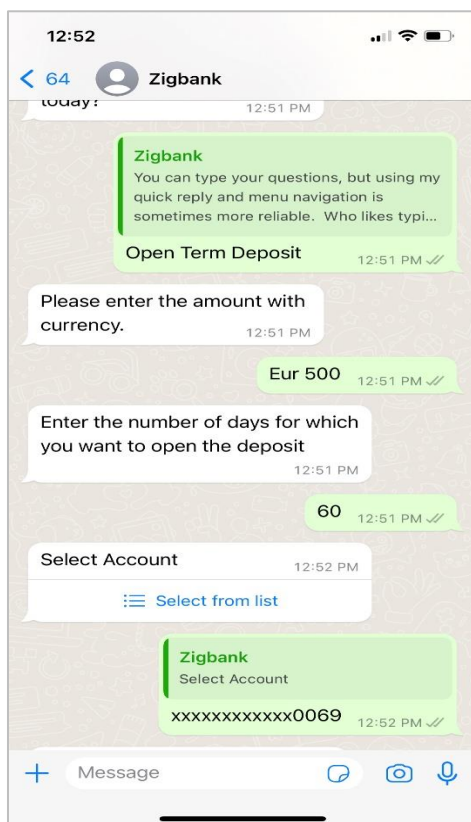 12:52
64
Zigbank
today?
12:51 PM
Zigbank
You can type your questions, but using my
quick reply and menu navigation is
sometimes more reliable. Who likes typi...
Open Term Deposit
12:51 PM
Please enter the amount with
currency.
12:51 PM
Eur 500
12:51 PM
Enter the number of days for which
you want to open the deposit
12:51 PM
60
12:51 PM
Select Account
12:52 PM
Select from list
Zigbank
Select Account
xxxxxxxxxxxx0069
12:52 PM
Message